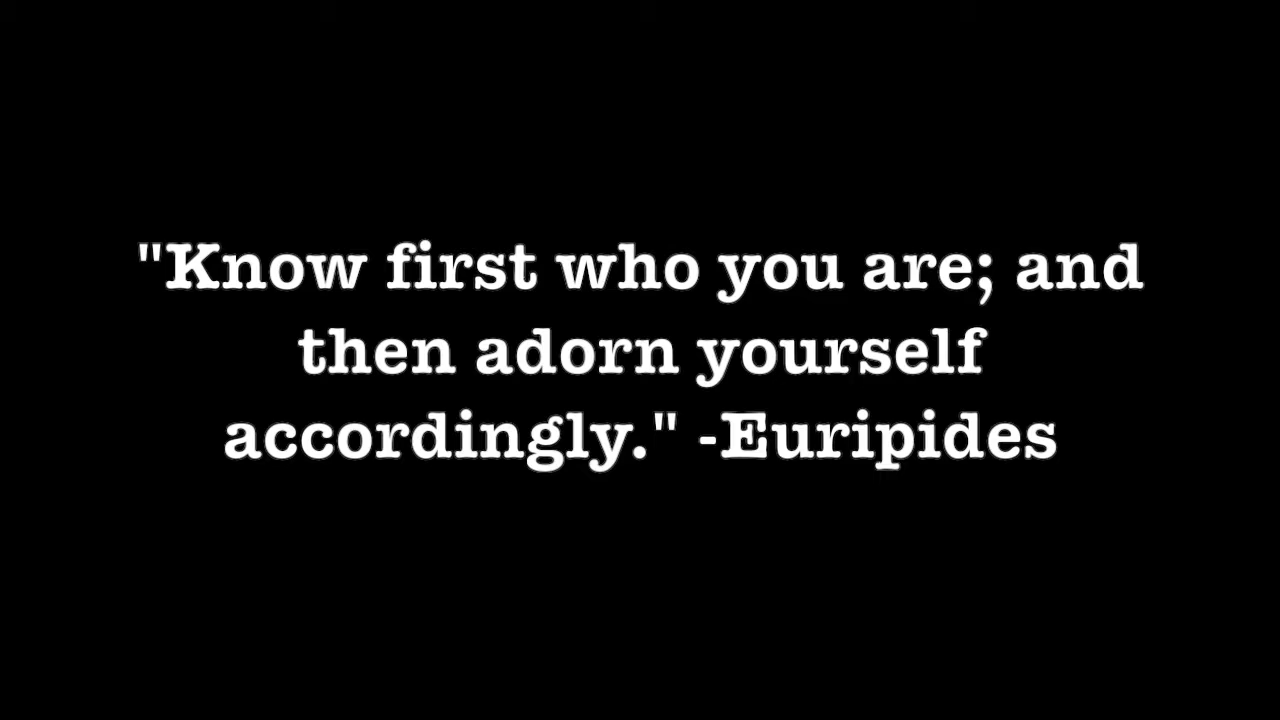 "Know first who you are; and
then adorn yourself
accordingly." -Euripides